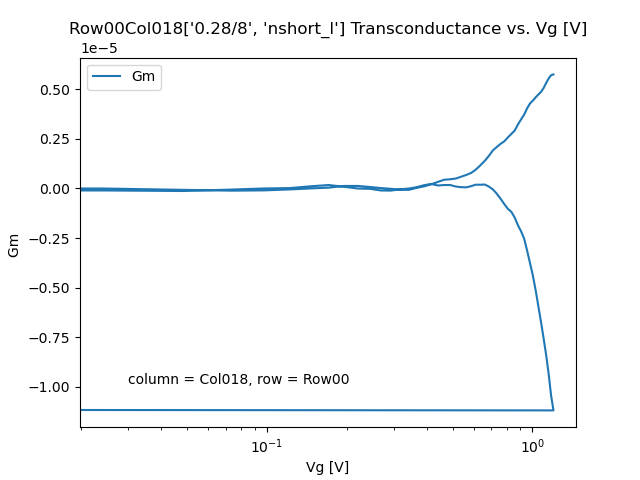 Row00Col018['0.28/8', 'nshort_l'] Transconductance vs. Vg [V]
1e−5
Gm
0.50
0.25
0.00
−0.25
−0.50
−0.75
−1.00
Gm
column = Col018, row = Row00
10⁻¹
10⁰
Vg [V]